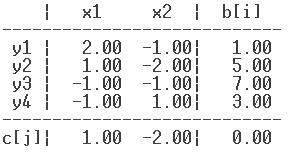 | x1 x2 | b[i]
--------------------------------
y1 | 2.00 -1.00| 1.00
y2 | 1.00 -2.00| 5.00
y3 | -1.00 -1.00| 7.00
y4 | -1.00 1.00| 3.00
--------------------------------
c[j]| 1.00 -2.00| 0.00